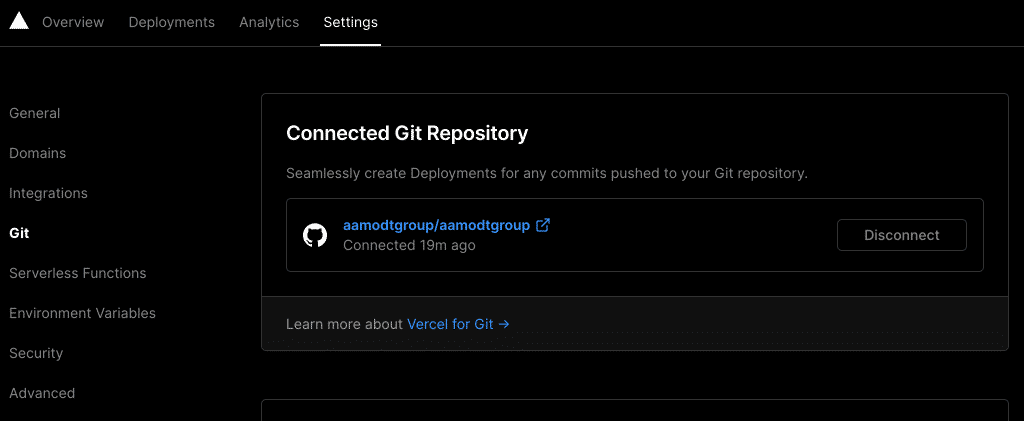 Overview Deployments Analytics Settings
General
Domains
Integrations
Git
Serverless Functions
Environment Variables
Security
Advanced
Connected Git Repository
Seamlessly create Deployments for any commits pushed to your Git repository.
aamodtgroup/aamodtgroup
Connected 19m ago
Disconnect
Learn more about Vercel for Git →